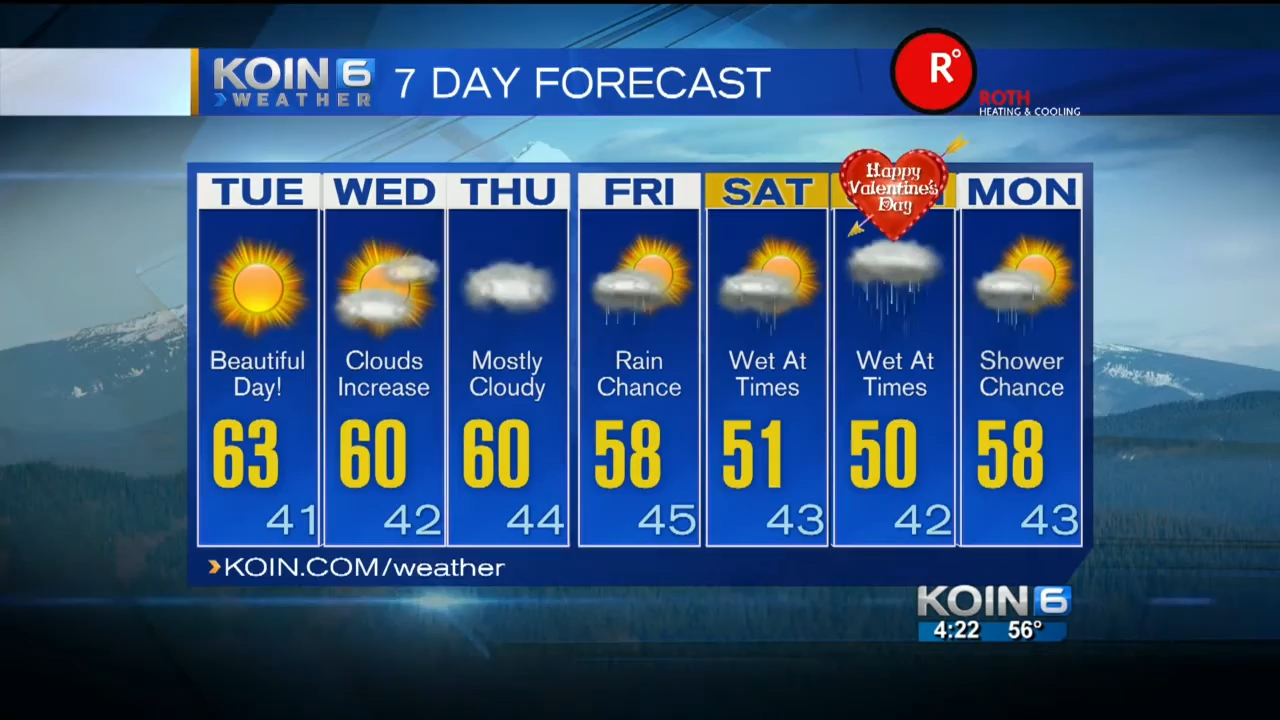 KOIN 6
WEATHER
7 DAY FORECAST
R°
ROTH
HEATING & COOLING
TUE WED THU FRI SAT MON
Happy
Valentine's
Day
Beautiful Day!
Clouds Increase
Mostly Cloudy
Rain Chance
Wet At Times
Wet At Times
Shower Chance
63 60 60 58 51 50 58
41 42 44 45 43 42 43
KOIN.COM/weather
KOIN 6
4:22 56°